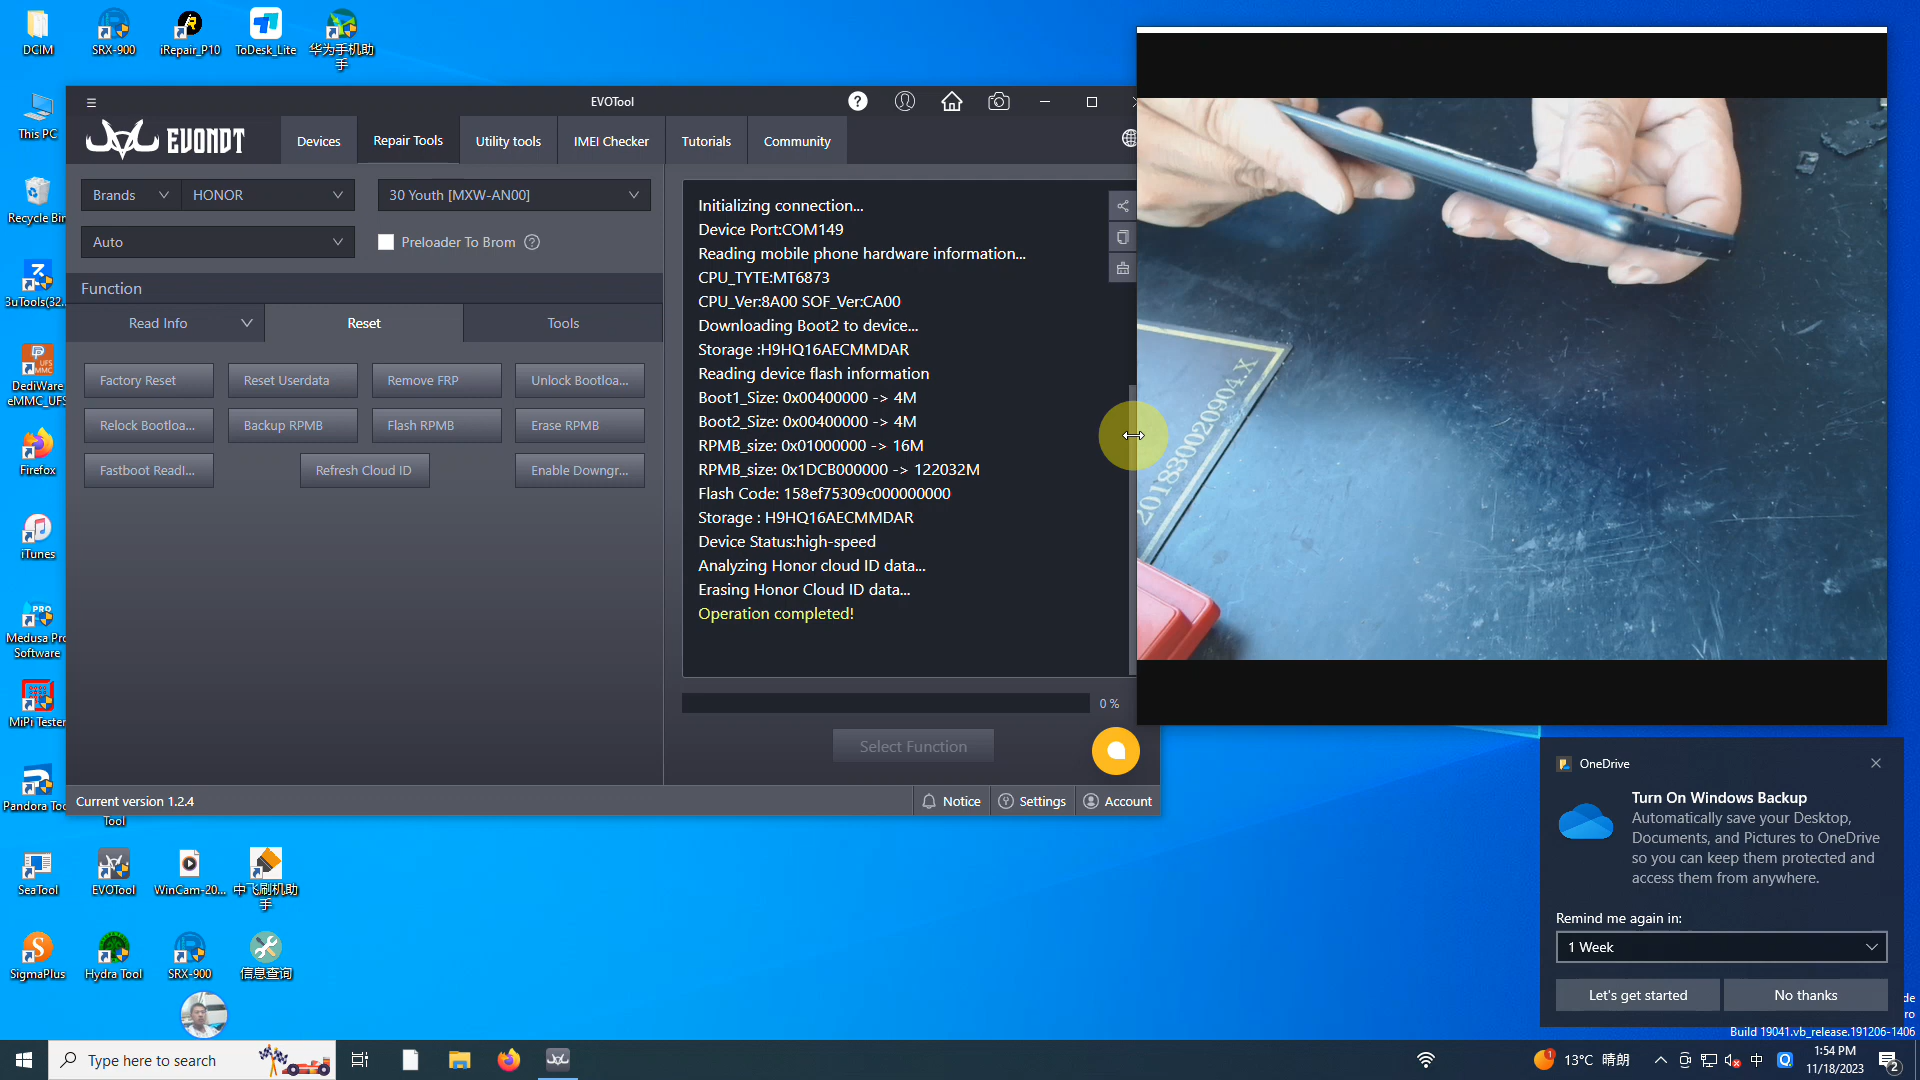 DCIM
SRX-900
iRepair_P10
ToDesk_Lite
华为手机助
手
This PC
Recycle Bin
3uTools(32...
DediWare
eMMC_UFS
Firefox
iTunes
Medusa Pro
Software
MiPi Tester
Pandora Too
Tool
SeaTool
EVOTool
WinCam-20...
中飞刷机助
手
SigmaPlus
Hydra Tool
SRX-900
信息查询
EVOTool
EVONDT
Devices
Repair Tools
Utility tools
IMEI Checker
Tutorials
Community
Brands
HONOR
30 Youth [MXW-AN00]
Auto
Preloader To Brom
Function
Read Info
Reset
Tools
Factory Reset
Reset Userdata
Remove FRP
Unlock Bootloa...
Relock Bootloa...
Backup RPMB
Flash RPMB
Erase RPMB
Fastboot ReadI...
Refresh Cloud ID
Enable Downgr...
Initializing connection...
Device Port:COM149
Reading mobile phone hardware information...
CPU_TYTE:MT6873
CPU_Ver:8A00 SOF_Ver:CA00
Downloading Boot2 to device...
Storage :H9HQ16AECMMDAR
Reading device flash information
Boot1_Size: 0x00400000 -> 4M
Boot2_Size: 0x00400000 -> 4M
RPMB_size: 0x01000000 -> 16M
RPMB_size: 0x1DCB000000 -> 122032M
Flash Code: 158ef75309c000000000
Storage : H9HQ16AECMMDAR
Device Status:high-speed
Analyzing Honor cloud ID data...
Erasing Honor Cloud ID data...
Operation completed!
0 %
Select Function
Current version 1.2.4
Notice
Settings
Account
201830020904.X
OneDrive
Turn On Windows Backup
Automatically save your Desktop,
Documents, and Pictures to OneDrive
so you can keep them protected and
access them from anywhere.
Remind me again in:
1 Week
Let's get started
No thanks
de
ro
Build 19041.vb_release.191206-1406
Type here to search
13°C 晴朗
中
1:54 PM
11/18/2023
2